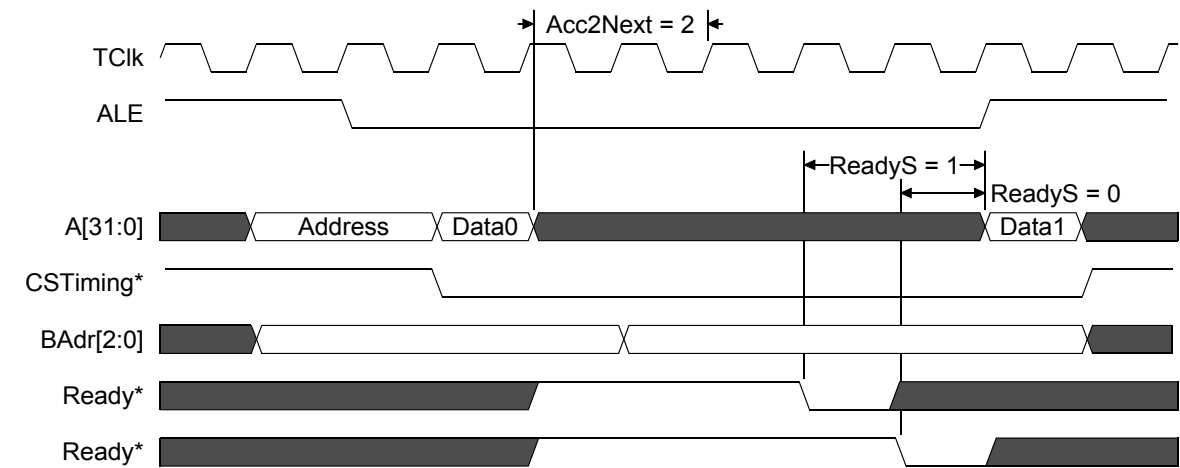 Acc2Next = 2
TClk
ALE
ReadyS = 1
ReadyS = 0
A[31:0]
Address
Data0
Data1
CSTiming*
BAdr[2:0]
Ready*
Ready*